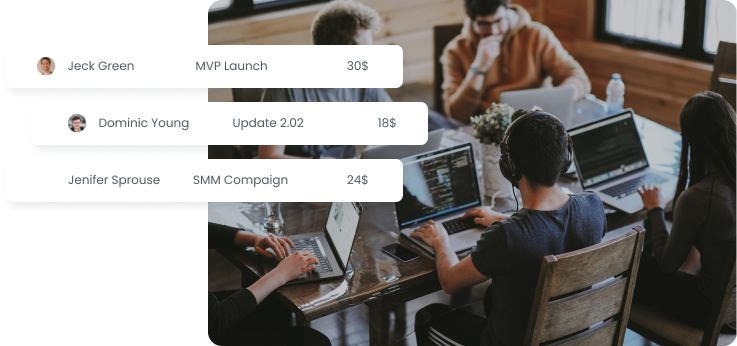 Jeck Green MVP Launch 30$
Dominic Young Update 2.02 18$
Jenifer Sprouse SMM Compaign 24$